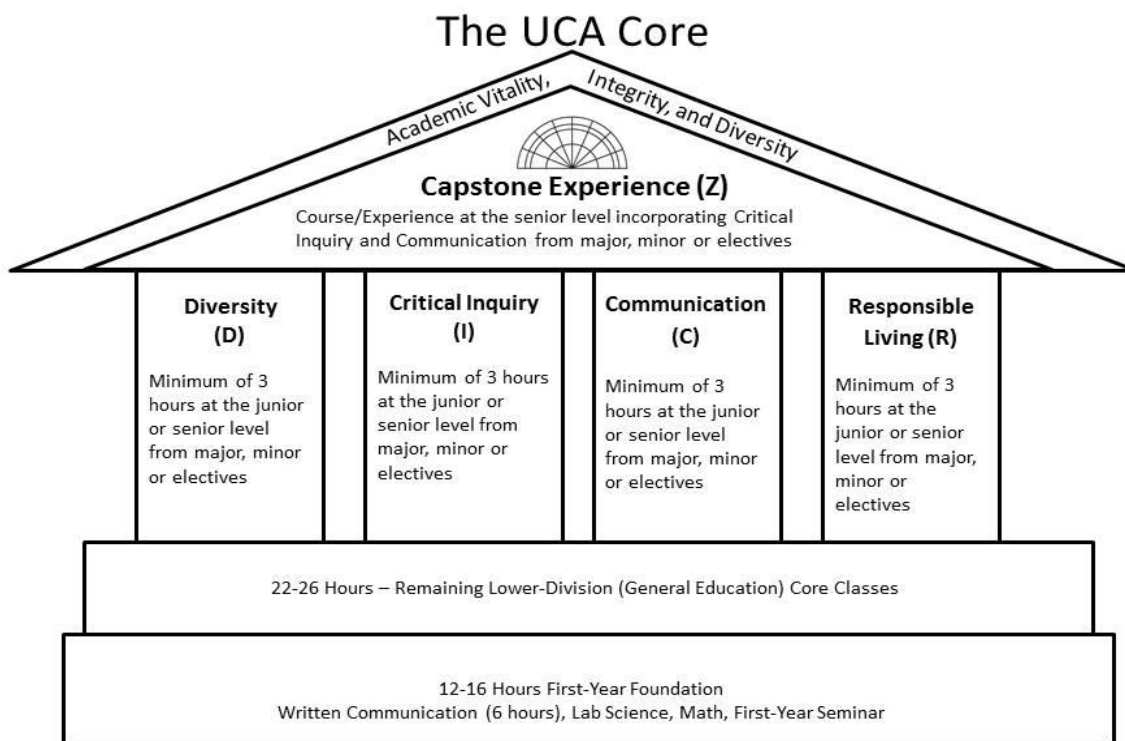 The UCA Core
Academic Vitality, Integrity, and Diversity
Capstone Experience (Z)
Course/Experience at the senior level incorporating Critical
Inquiry and Communication from major, minor or electives
Diversity
(D)
Minimum of 3
hours at the junior
or senior level
from major, minor
or electives
Critical Inquiry
(I)
Minimum of 3 hours
at the junior or
senior level from
major, minor or
electives
Communication
(C)
Minimum of 3
hours at the junior
or senior level
from major, minor
or electives
Responsible
Living (R)
Minimum of 3
hours at the
junior or senior
level from major,
minor or
electives
22-26 Hours – Remaining Lower-Division (General Education) Core Classes
12-16 Hours First-Year Foundation
Written Communication (6 hours), Lab Science, Math, First-Year Seminar